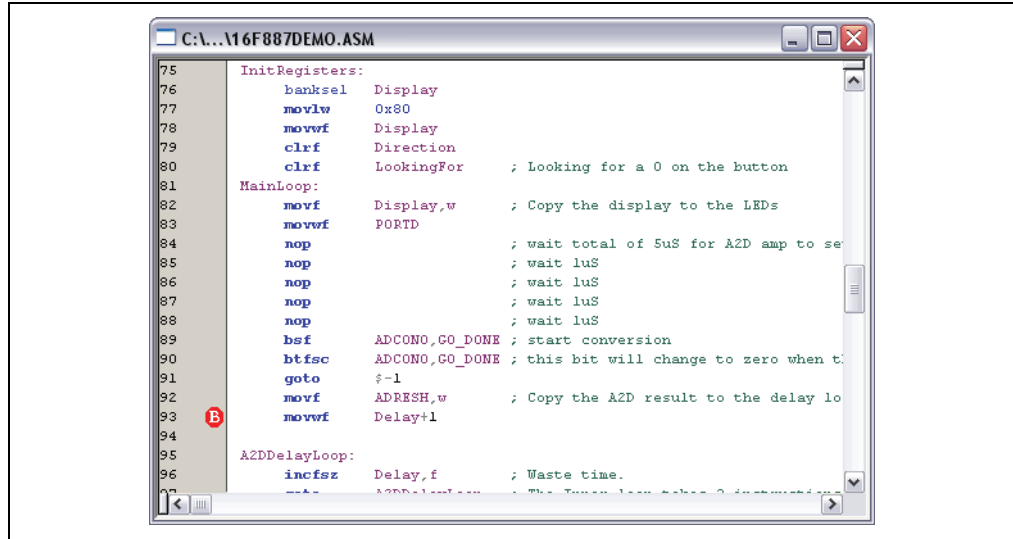 C:\...\16F887DEMO.ASM
75 InitRegisters:
76 banksel Display
77 movlw 0x80
78 movwf Display
79 clrf Direction
80 clrf LookingFor ; Looking for a 0 on the button
81 MainLoop:
82 movf Display,w ; Copy the display to the LEDs
83 movwf PORTD
84 nop ; wait total of 5uS for A2D amp to se
85 nop ; wait 1uS
86 nop ; wait 1uS
87 nop ; wait 1uS
88 nop ; wait 1uS
89 bsf ADCON0,GO_DONE ; start conversion
90 btfsc ADCON0,GO_DONE ; this bit will change to zero when t
91 goto $-1
92 movf ADRESH,w ; Copy the A2D result to the delay lo
93 B movwf Delay+1
94
95 A2DDelayLoop:
96 incfsz Delay,f ; Waste time.